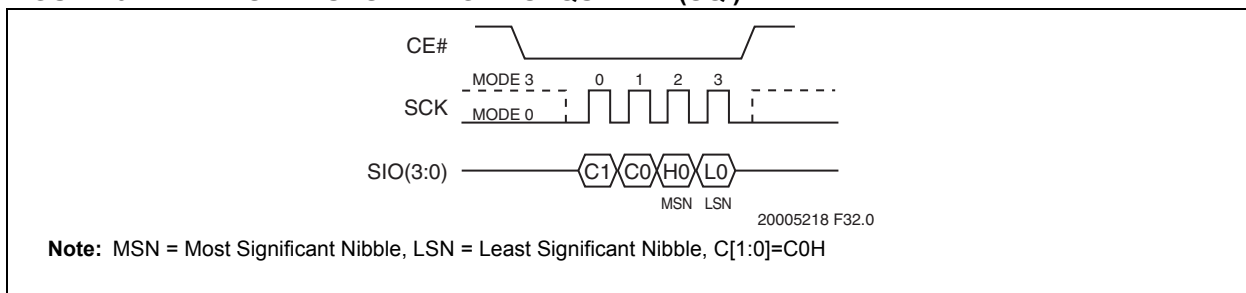 CE#
MODE 3 0 1 2 3
SCK
MODE 0
SIO(3:0) C1 C0 H0 L0
MSN LSN
20005218 F32.0
Note: MSN = Most Significant Nibble, LSN = Least Significant Nibble, C[1:0]=C0H